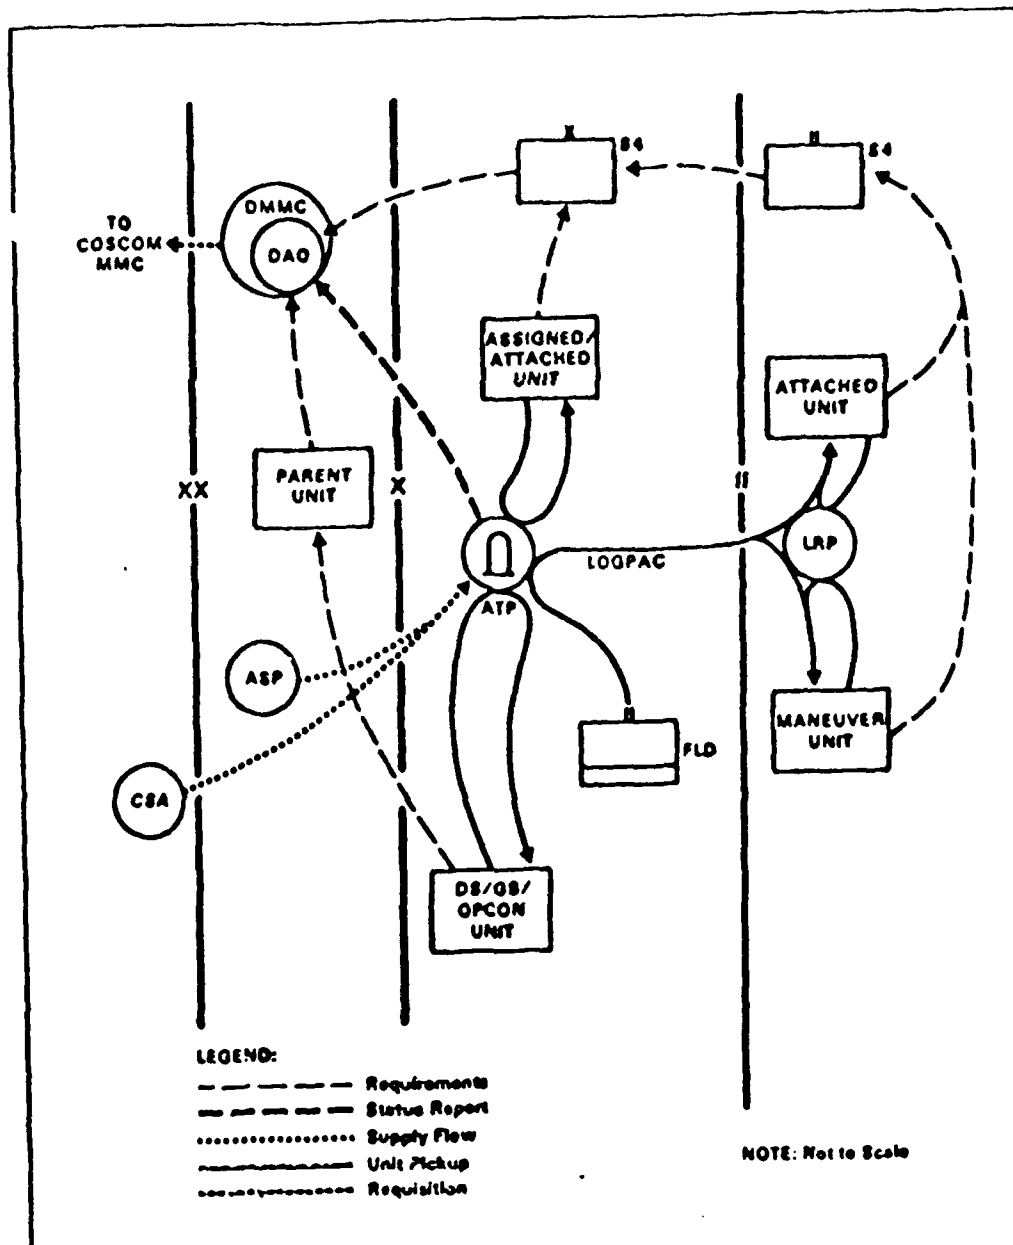 X
S4
II
S4
DMMC
DAO
TO
COSCOM
MMC
ASSIGNED/
ATTACHED
UNIT
ATTACHED
UNIT
PARENT
UNIT
XX
X
II
LRP
LOGPAC
ATP
ASP
II
FLD
MANEUVER
UNIT
CSA
DS/GS/
OPCON
UNIT
LEGEND:
Requirements
Status Report
Supply Flow
Unit Pickup
Requisition
NOTE: Not to Scale